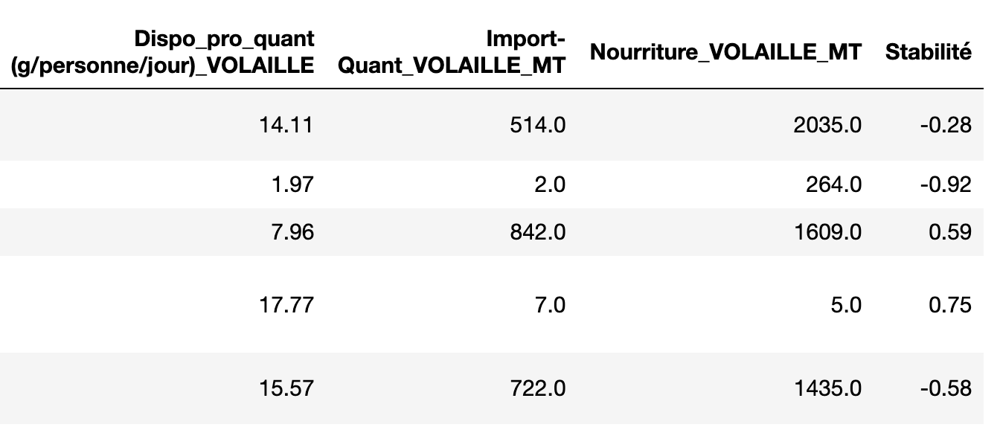 Dispo_pro_quant
(g/personne/jour)_VOLAILLE Import-
Quant_VOLAILLE_MT Nourriture_VOLAILLE_MT Stabilité
14.11 514.0 2035.0 -0.28
1.97 2.0 264.0 -0.92
7.96 842.0 1609.0 0.59
17.77 7.0 5.0 0.75
15.57 722.0 1435.0 -0.58